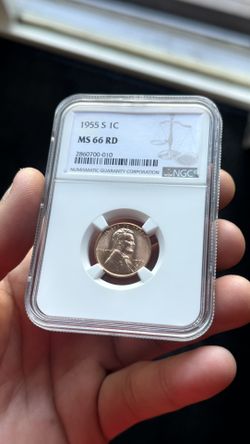 1955 S 1C
MS 66 RD
2860700-010
NUMISMATIC GUARANTY CORPORATION
NGC